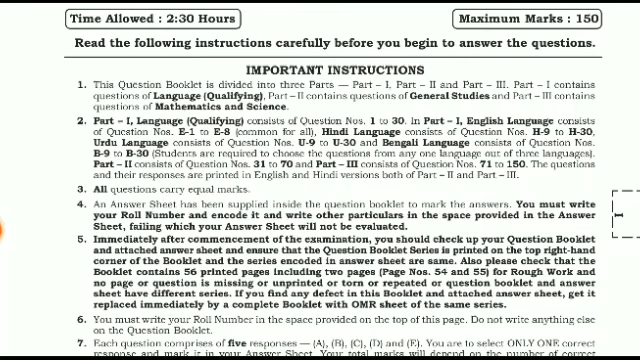 Time Allowed : 2:30 Hours
Maximum Marks : 150
Read the following instructions carefully before you begin to answer the questions.
IMPORTANT INSTRUCTIONS
1. This Question Booklet is divided into three Parts — Part – I, Part – II and Part – III. Part – I contains
questions of Language (Qualifying), Part – II contains questions of General Studies and Part – III contains
questions of Mathematics and Science.
2. Part – I, Language (Qualifying) consists of Question Nos. 1 to 30. In Part – I, English Language consists
of Question Nos. E-1 to E-8 (common for all), Hindi Language consists of Question Nos. H-9 to H-30,
Urdu Language consists of Question Nos. U-9 to U-30 and Bengali Language consists of Question Nos.
B-9 to B-30 (Students are required to choose the questions from any one language out of three languages).
Part – II consists of Question Nos. 31 to 70 and Part – III consists of Question Nos. 71 to 150. The questions
and their responses are printed in English and Hindi versions both of Part – II and Part – III.
3. All questions carry equal marks.
4. An Answer Sheet has been supplied inside the question booklet to mark the answers. You must write
your Roll Number and encode it and write other particulars in the space provided in the Answer
Sheet, failing which your Answer Sheet will not be evaluated.
5. Immediately after commencement of the examination, you should check up your Question Booklet
and attached answer sheet and ensure that the Question Booklet Series is printed on the top right-hand
corner of the Booklet and the series encoded in answer sheet are same. Also please check that the
Booklet contains 56 printed pages including two pages (Page Nos. 54 and 55) for Rough Work and
no page or question is missing or unprinted or torn or repeated or question booklet and answer
sheet have different series. If you find any defect in this Booklet and attached answer sheet, get it
replaced immediately by a complete Booklet with OMR sheet of the same series.
6. You must write your Roll Number in the space provided on the top of this page. Do not write anything else
on the Question Booklet.
7. Each question comprises of five responses — (A), (B), (C), (D) and (E). You are to select ONLY ONE correct
response and mark it in your Answer Sheet. Your total marks will depend on the number of correct